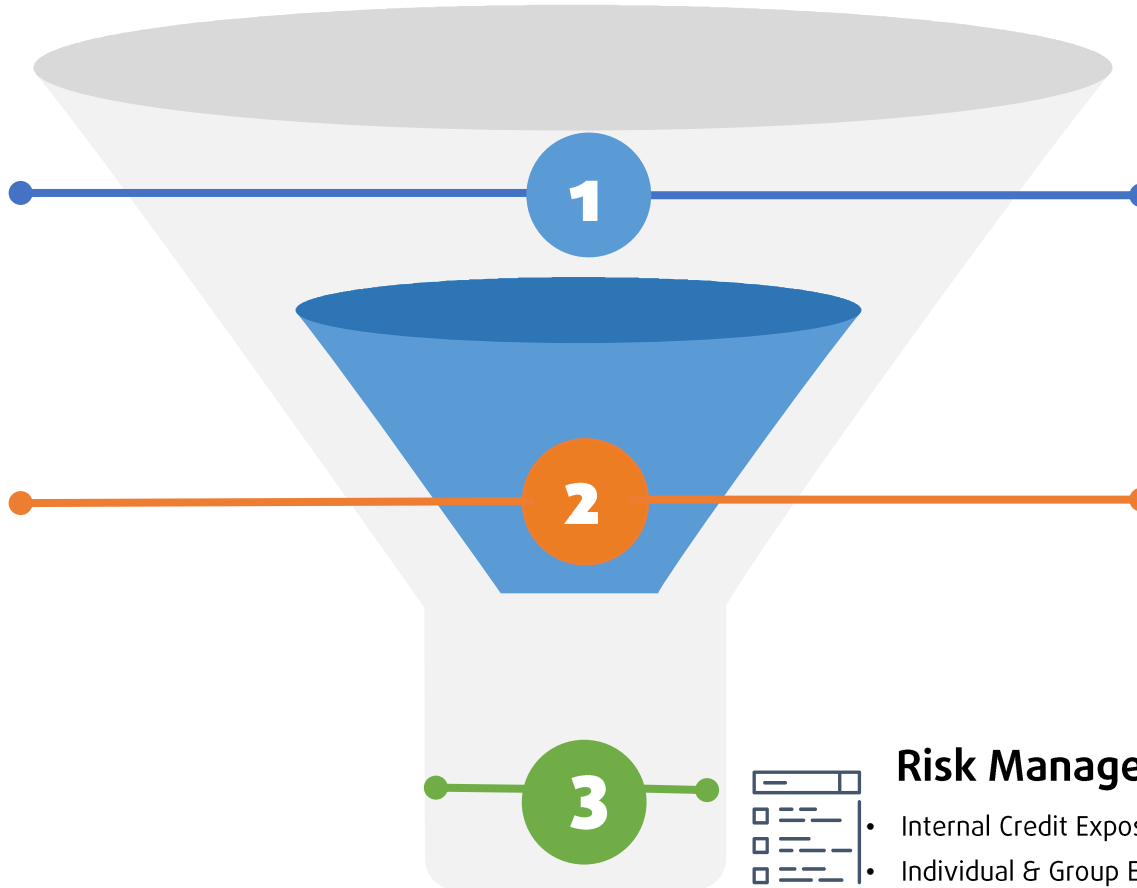 1
2
3
Risk Manage
• Internal Credit Expos
• Individual & Group E